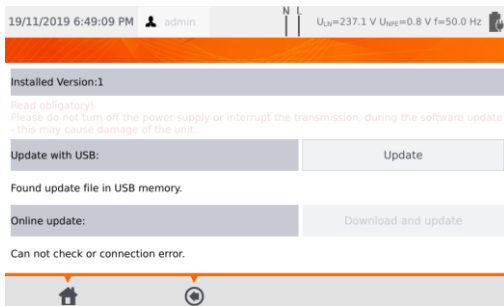 19/11/2019 6:49:09 PM admin N L U_LN=237.1 V U_NPE=0.8 V f=50.0 Hz
Installed Version:1
Read obligatory!
Please do not turn off the power supply or interrupt the transmission, during the software update
- this may cause damage of the unit.
Update with USB: Update
Found update file in USB memory.
Online update: Download and update
Can not check or connection error.